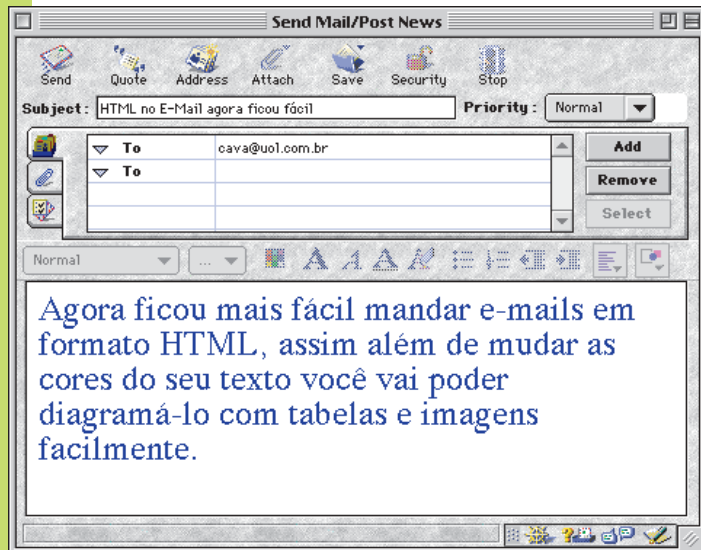 Send Mail/Post News
Send Quote Address Attach Save Security Stop
Subject: HTML no E-Mail agora ficou fácil Priority: Normal
To cava@uol.com.br Add
To Remove
Select
Normal ...
Agora ficou mais fácil mandar e-mails em
formato HTML, assim além de mudar as
cores do seu texto você vai poder
diagramá-lo com tabelas e imagens
facilmente.